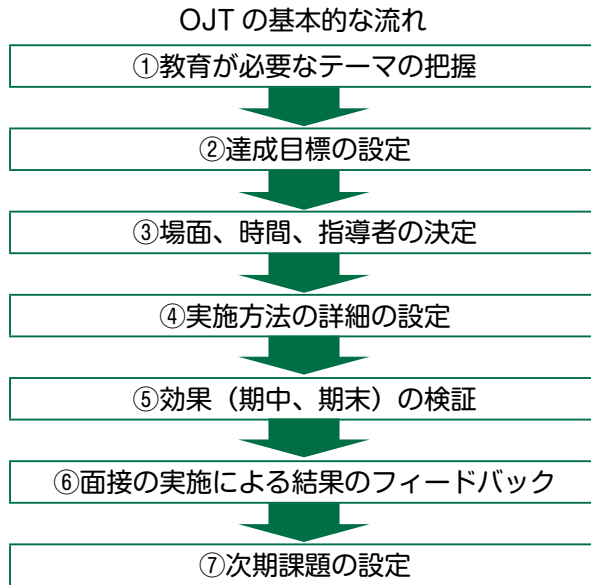 OJT の基本的な流れ
①教育が必要なテーマの把握
②達成目標の設定
③場面、時間、指導者の決定
④実施方法の詳細の設定
⑤効果（期中、期末）の検証
⑥面接の実施による結果のフィードバック
⑦次期課題の設定